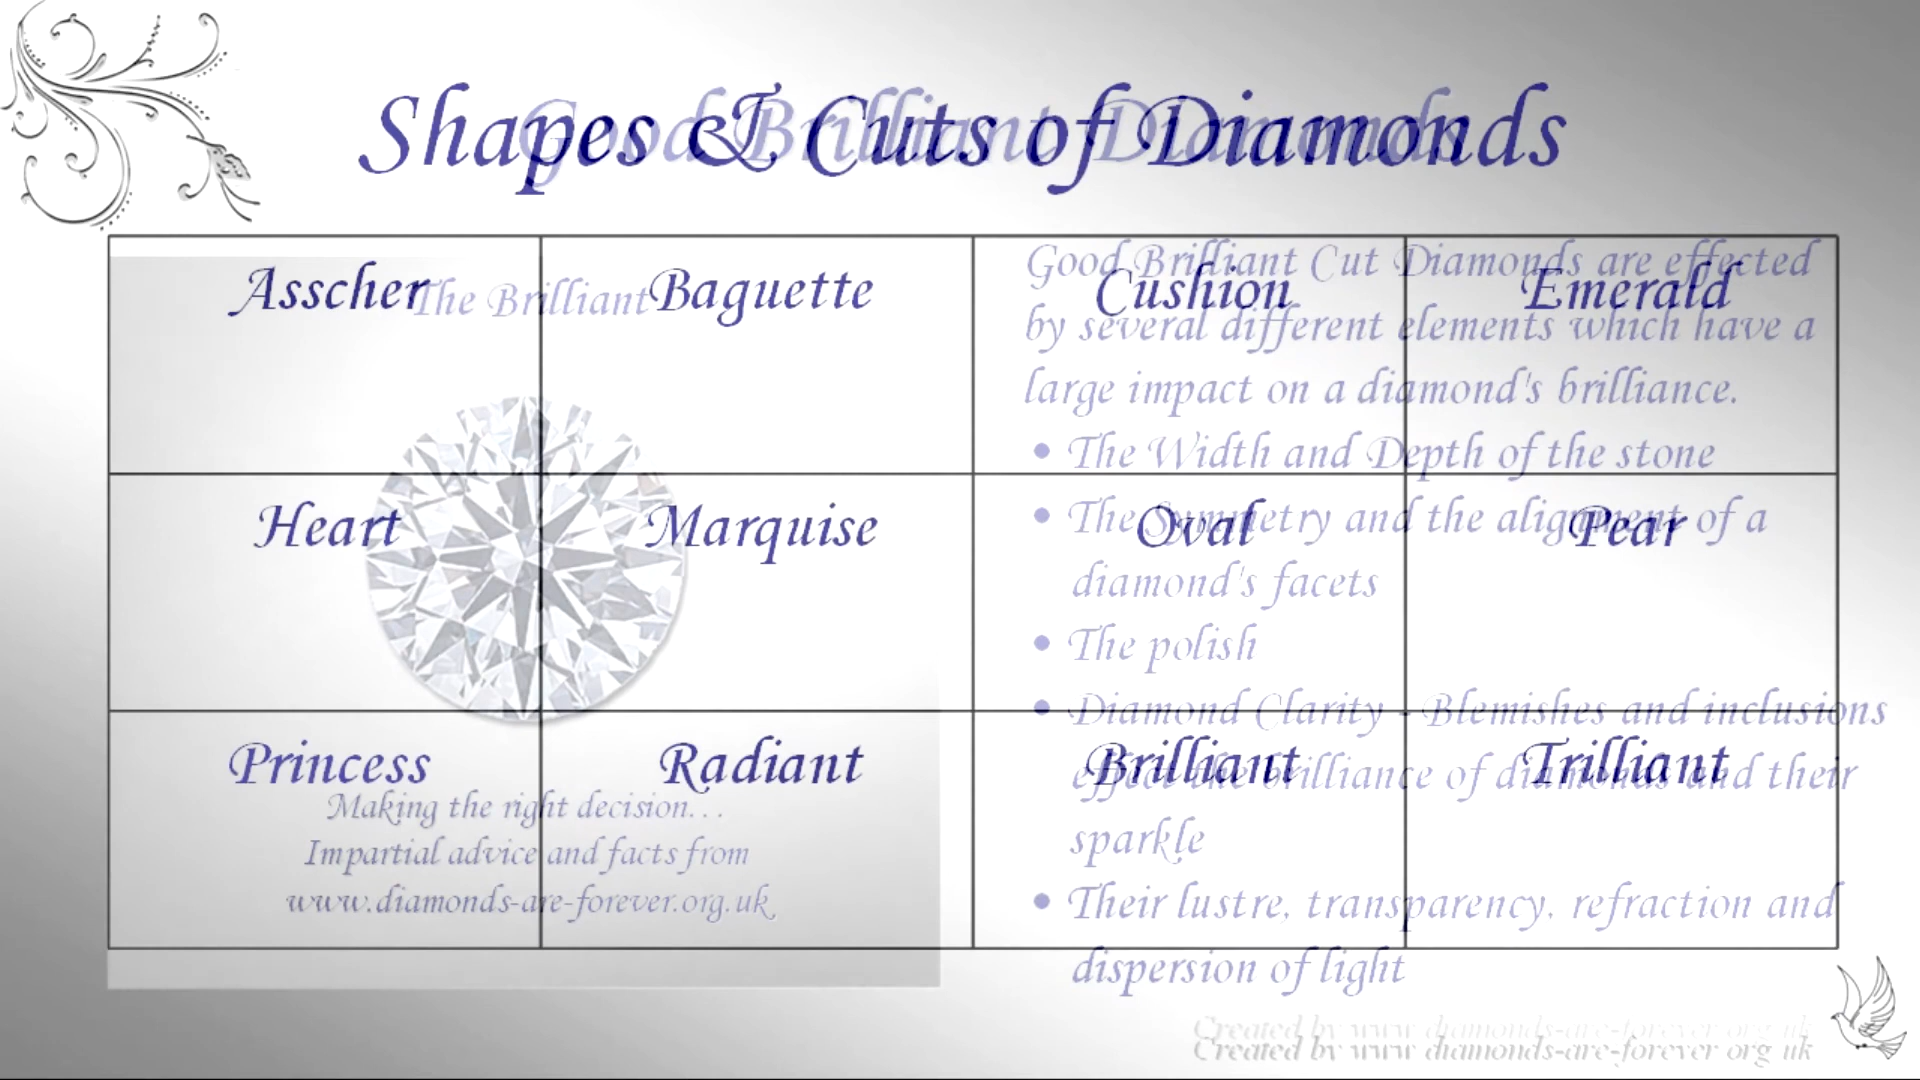 Shapes & Cuts of Diamonds
Good Brilliant Diamonds
Asscher Baguette Cushion Emerald
Heart Marquise Oval Pear
Princess Radiant Brilliant Trilliant
The Brilliant
Making the right decision...
Impartial advice and facts from
www.diamonds-are-forever.org.uk
Good Brilliant Cut Diamonds are effected
by several different elements which have a
large impact on a diamond's brilliance.
• The Width and Depth of the stone
• The Symmetry and the alignment of a
diamond's facets
• The polish
• Diamond Clarity - Blemishes and inclusions
effect the brilliance of diamonds and their
sparkle
• Their lustre, transparency, refraction and
dispersion of light
Created by www diamonds-are-forever org uk
Created by www diamonds-are-forever org uk